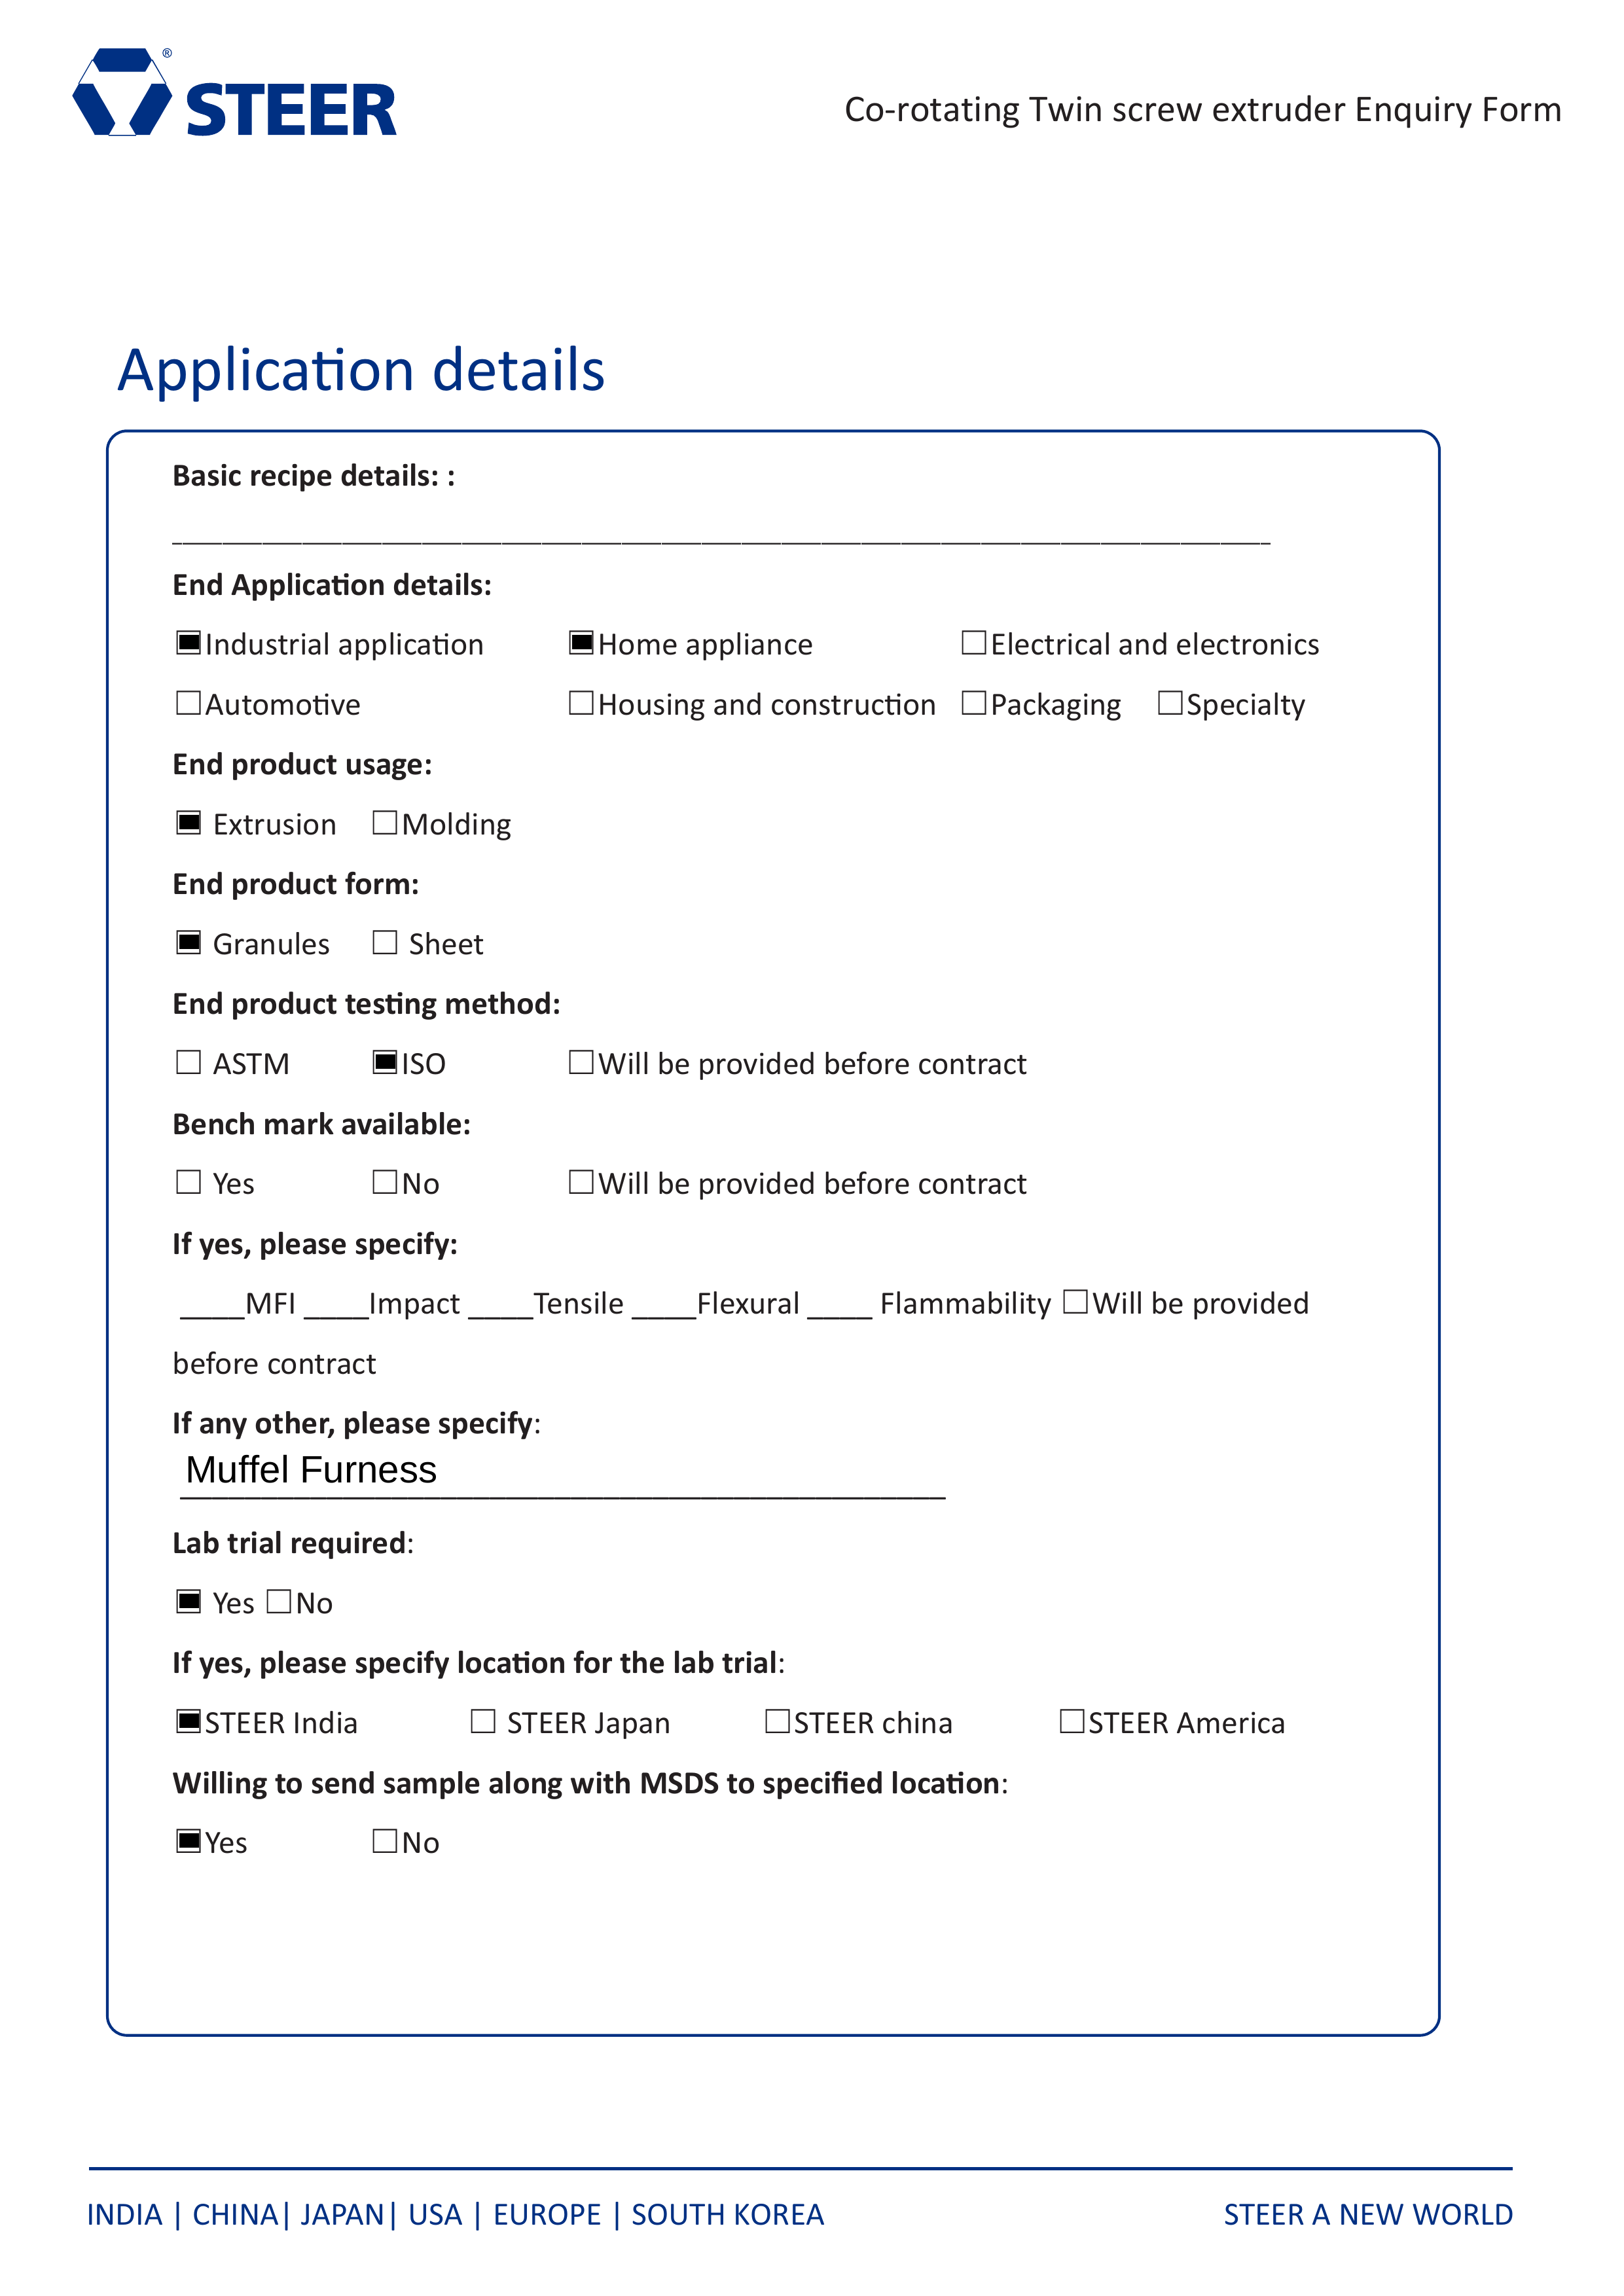 ® STEER
Co-rotating Twin screw extruder Enquiry Form
Application details
Basic recipe details: :
End Application details:
Industrial application Home appliance Electrical and electronics
Automotive Housing and construction Packaging Specialty
End product usage:
Extrusion Molding
End product form:
Granules Sheet
End product testing method:
ASTM ISO Will be provided before contract
Bench mark available:
Yes No Will be provided before contract
If yes, please specify:
____MFI ____Impact ____Tensile ____Flexural ____ Flammability Will be provided
before contract
If any other, please specify:
Muffel Furness
Lab trial required:
Yes No
If yes, please specify location for the lab trial:
STEER India STEER Japan STEER china STEER America
Willing to send sample along with MSDS to specified location:
Yes No
INDIA | CHINA| JAPAN| USA | EUROPE | SOUTH KOREA
STEER A NEW WORLD